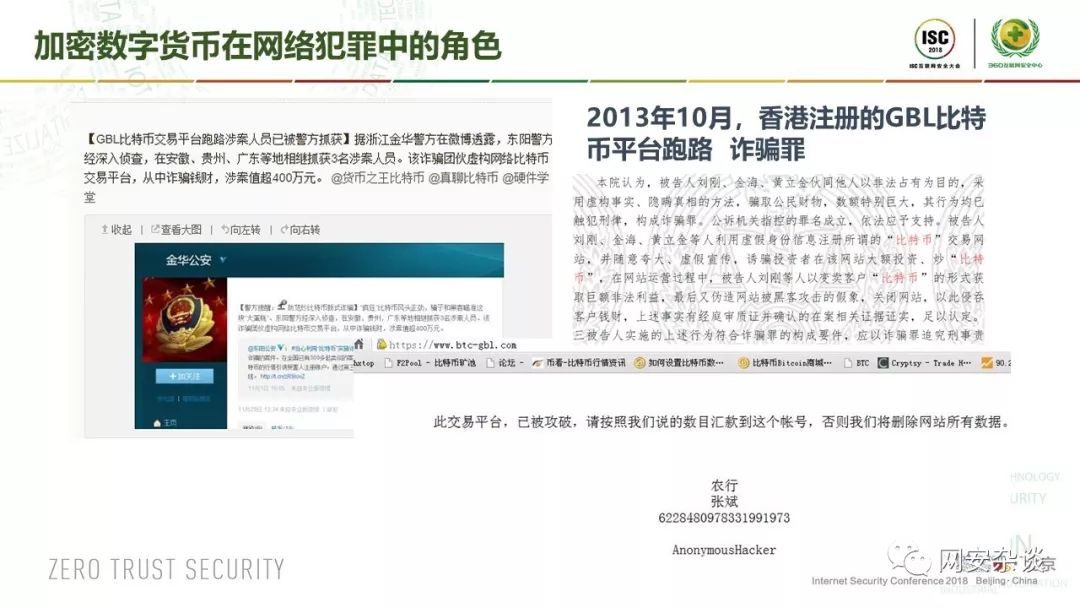 加密数字货币在网络犯罪中的角色
ISC
2018
ISC互联网安全大会
360互联网安全中心
【GBL比特币交易平台跑路涉案人员已被警方抓获】据浙江金华警方在微博透露，东阳警方
经深入侦查，在安徽、贵州、广东等地相继抓获3名涉案人员。该诈骗团伙虚构网络比特币
交易平台，从中诈骗钱财，涉案值超400万元。 @货币之王比特币 @真聊比特币 @硬件学
堂
收起 | 查看大图 | 向左转 | 向右转
金华公安
+加关注
主页
2013年10月，香港注册的GBL比特
币平台跑路 诈骗罪
本院认为，被告人刘刚、金海、黄立金伙同他人以非法占有为目的，采
用虚构事实、隐瞒真相的方法，骗取公民财物，数额特别巨大，其行为均已
触犯刑律，构成诈骗罪。公诉机关指控的罪名成立，依法应予支持。被告人
刘刚、金海、黄立金等人利用虚假身份信息注册所谓的“比特币”交易网
站，并随意夸大、虚假宣传，诱骗投资者在该网站大额投资、炒“比特
币”，在网站运营过程中，被告人刘刚等人以变卖客户“比特币”的形式获
取巨额非法利益，最后又伪造网站被黑客攻击的假象，关闭网站，以此侵吞
客户钱财，上述事实有经庭审质证并确认的在案相关证据证实，足以认定。
三被告人实施的上述行为符合诈骗罪的构成要件，应以诈骗罪追究刑事责
https://www.btc-gbl.com
hxtop F2Pool - 比特币矿池 论坛 - 币看-比特币行情资讯 如何设置比特币数… 比特币Bitcoin商城… BTC Cryptsy - Trade H… 90.2
此交易平台，已被攻破，请按照我们说的数目汇款到这个帐号，否则我们将删除网站所有数据。
农行
张斌
6228480978331991973
AnonymousHacker
ZERO TRUST SECURITY
网安杂谈
Internet Security Conference 2018 Beijing · China